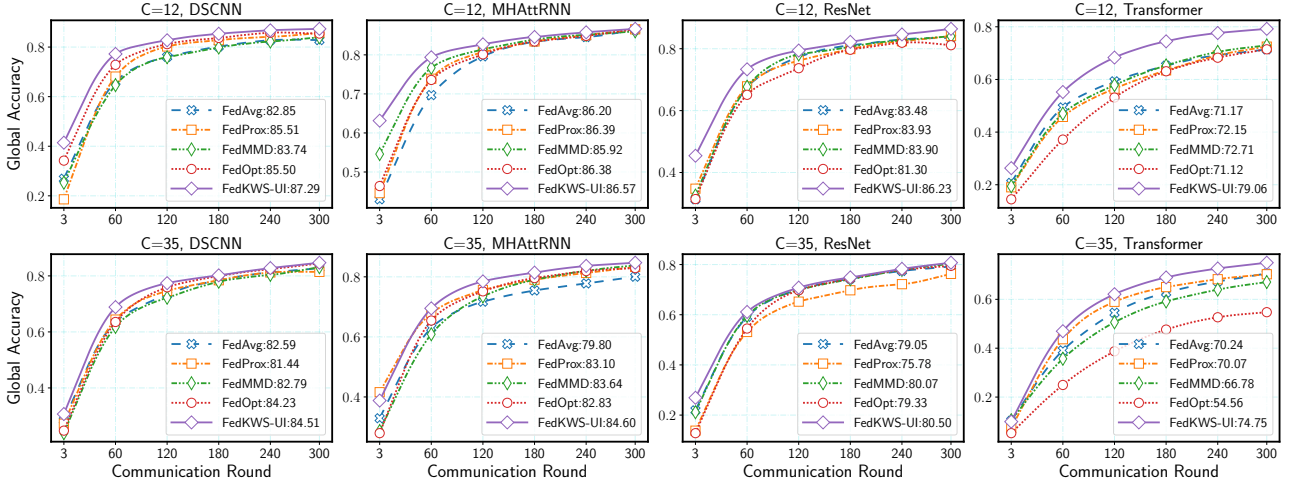 C=12, DSCNN
Global Accuracy
0.8
0.6
0.4
0.2
FedAvg:82.85
FedProx:85.51
FedMMD:83.74
FedOpt:85.50
FedKWS-UI:87.29
3 60 120 180 240 300
C=12, MHAttRNN
0.8
0.7
0.6
0.5
FedAvg:86.20
FedProx:86.39
FedMMD:85.92
FedOpt:86.38
FedKWS-UI:86.57
3 60 120 180 240 300
C=12, ResNet
0.8
0.6
0.4
FedAvg:83.48
FedProx:83.93
FedMMD:83.90
FedOpt:81.30
FedKWS-UI:86.23
3 60 120 180 240 300
C=12, Transformer
0.8
0.6
0.4
0.2
FedAvg:71.17
FedProx:72.15
FedMMD:72.71
FedOpt:71.12
FedKWS-UI:79.06
3 60 120 180 240 300
C=35, DSCNN
Global Accuracy
0.8
0.6
0.4
FedAvg:82.59
FedProx:81.44
FedMMD:82.79
FedOpt:84.23
FedKWS-UI:84.51
3 60 120 180 240 300
Communication Round
C=35, MHAttRNN
0.8
0.6
0.4
FedAvg:79.80
FedProx:83.10
FedMMD:83.64
FedOpt:82.83
FedKWS-UI:84.60
3 60 120 180 240 300
Communication Round
C=35, ResNet
0.8
0.6
0.4
0.2
FedAvg:79.05
FedProx:75.78
FedMMD:80.07
FedOpt:79.33
FedKWS-UI:80.50
3 60 120 180 240 300
Communication Round
C=35, Transformer
0.6
0.4
0.2
FedAvg:70.24
FedProx:70.07
FedMMD:66.78
FedOpt:54.56
FedKWS-UI:74.75
3 60 120 180 240 300
Communication Round